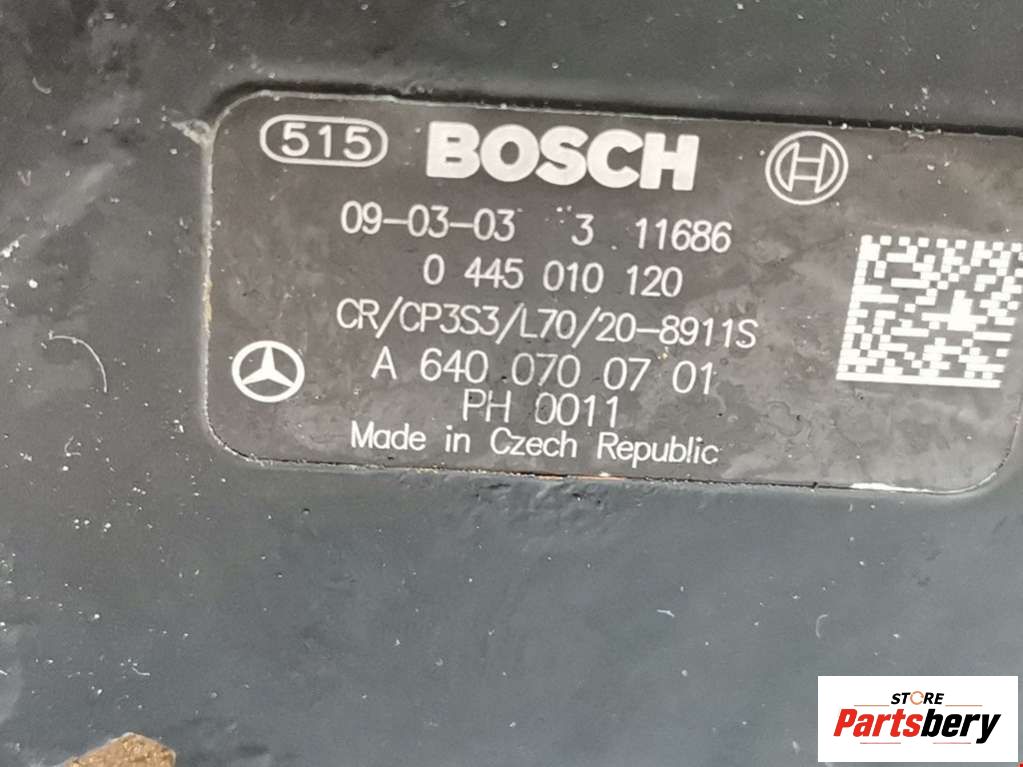 515 BOSCH
09-03-03 3 11686
0 445 010 120
CR/CP3S3/L70/20-8911S
A 640 070 07 01
PH 0011
Made in Czech Republic
STORE
Partsbery